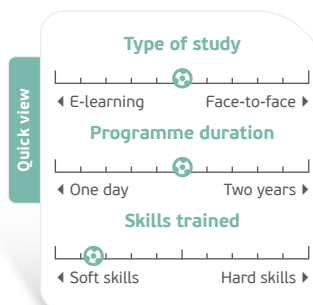 Quick view
Type of study
E-learning Face-to-face
Programme duration
One day Two years
Skills trained
Soft skills Hard skills